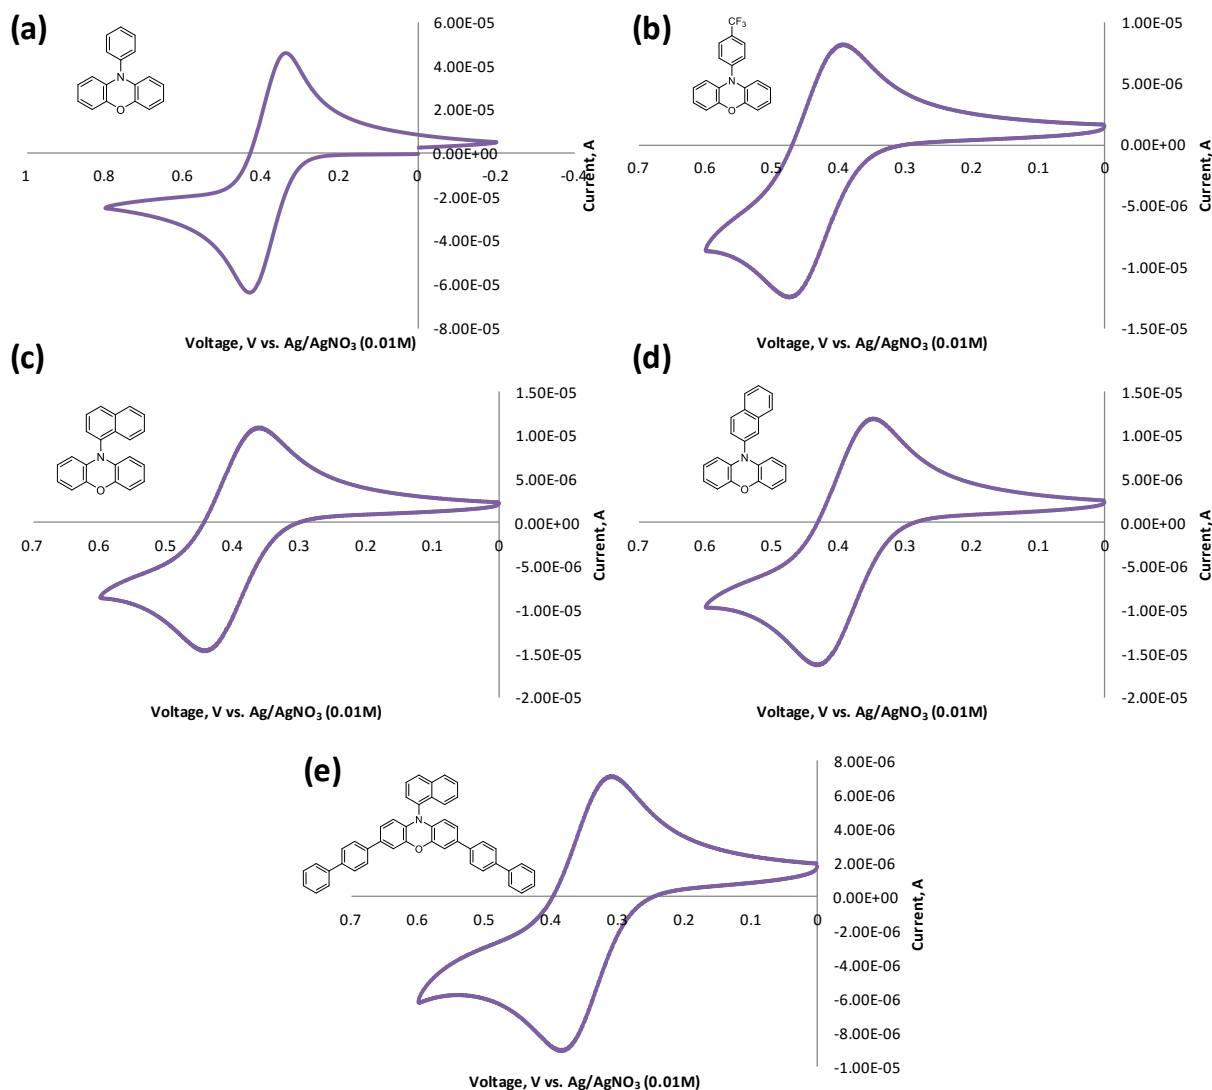 (a)
N
O
6.00E-05
4.00E-05
2.00E-05
0.00E+00
-2.00E-05
-4.00E-05
-6.00E-05
-8.00E-05
1
0.8
0.6
0.4
0.2
0
-0.2
-0.4
Current, A
Voltage, V vs. Ag/AgNO3 (0.01M)
(b)
CF3
N
O
1.00E-05
5.00E-06
0.00E+00
-5.00E-06
-1.00E-05
-1.50E-05
0.7
0.6
0.5
0.4
0.3
0.2
0.1
0
Current, A
Voltage, V vs. Ag/AgNO3 (0.01M)
(c)
N
O
1.50E-05
1.00E-05
5.00E-06
0.00E+00
-5.00E-06
-1.00E-05
-1.50E-05
-2.00E-05
0.7
0.6
0.5
0.4
0.3
0.2
0.1
0
Current, A
Voltage, V vs. Ag/AgNO3 (0.01M)
(d)
N
O
1.50E-05
1.00E-05
5.00E-06
0.00E+00
-5.00E-06
-1.00E-05
-1.50E-05
-2.00E-05
0.7
0.6
0.5
0.4
0.3
0.2
0.1
0
Current, A
Voltage, V vs. Ag/AgNO3 (0.01M)
(e)
N
O
8.00E-06
6.00E-06
4.00E-06
2.00E-06
0.00E+00
-2.00E-06
-4.00E-06
-6.00E-06
-8.00E-06
-1.00E-05
0.7
0.6
0.5
0.4
0.3
0.2
0.1
0
Current, A
Voltage, V vs. Ag/AgNO3 (0.01M)